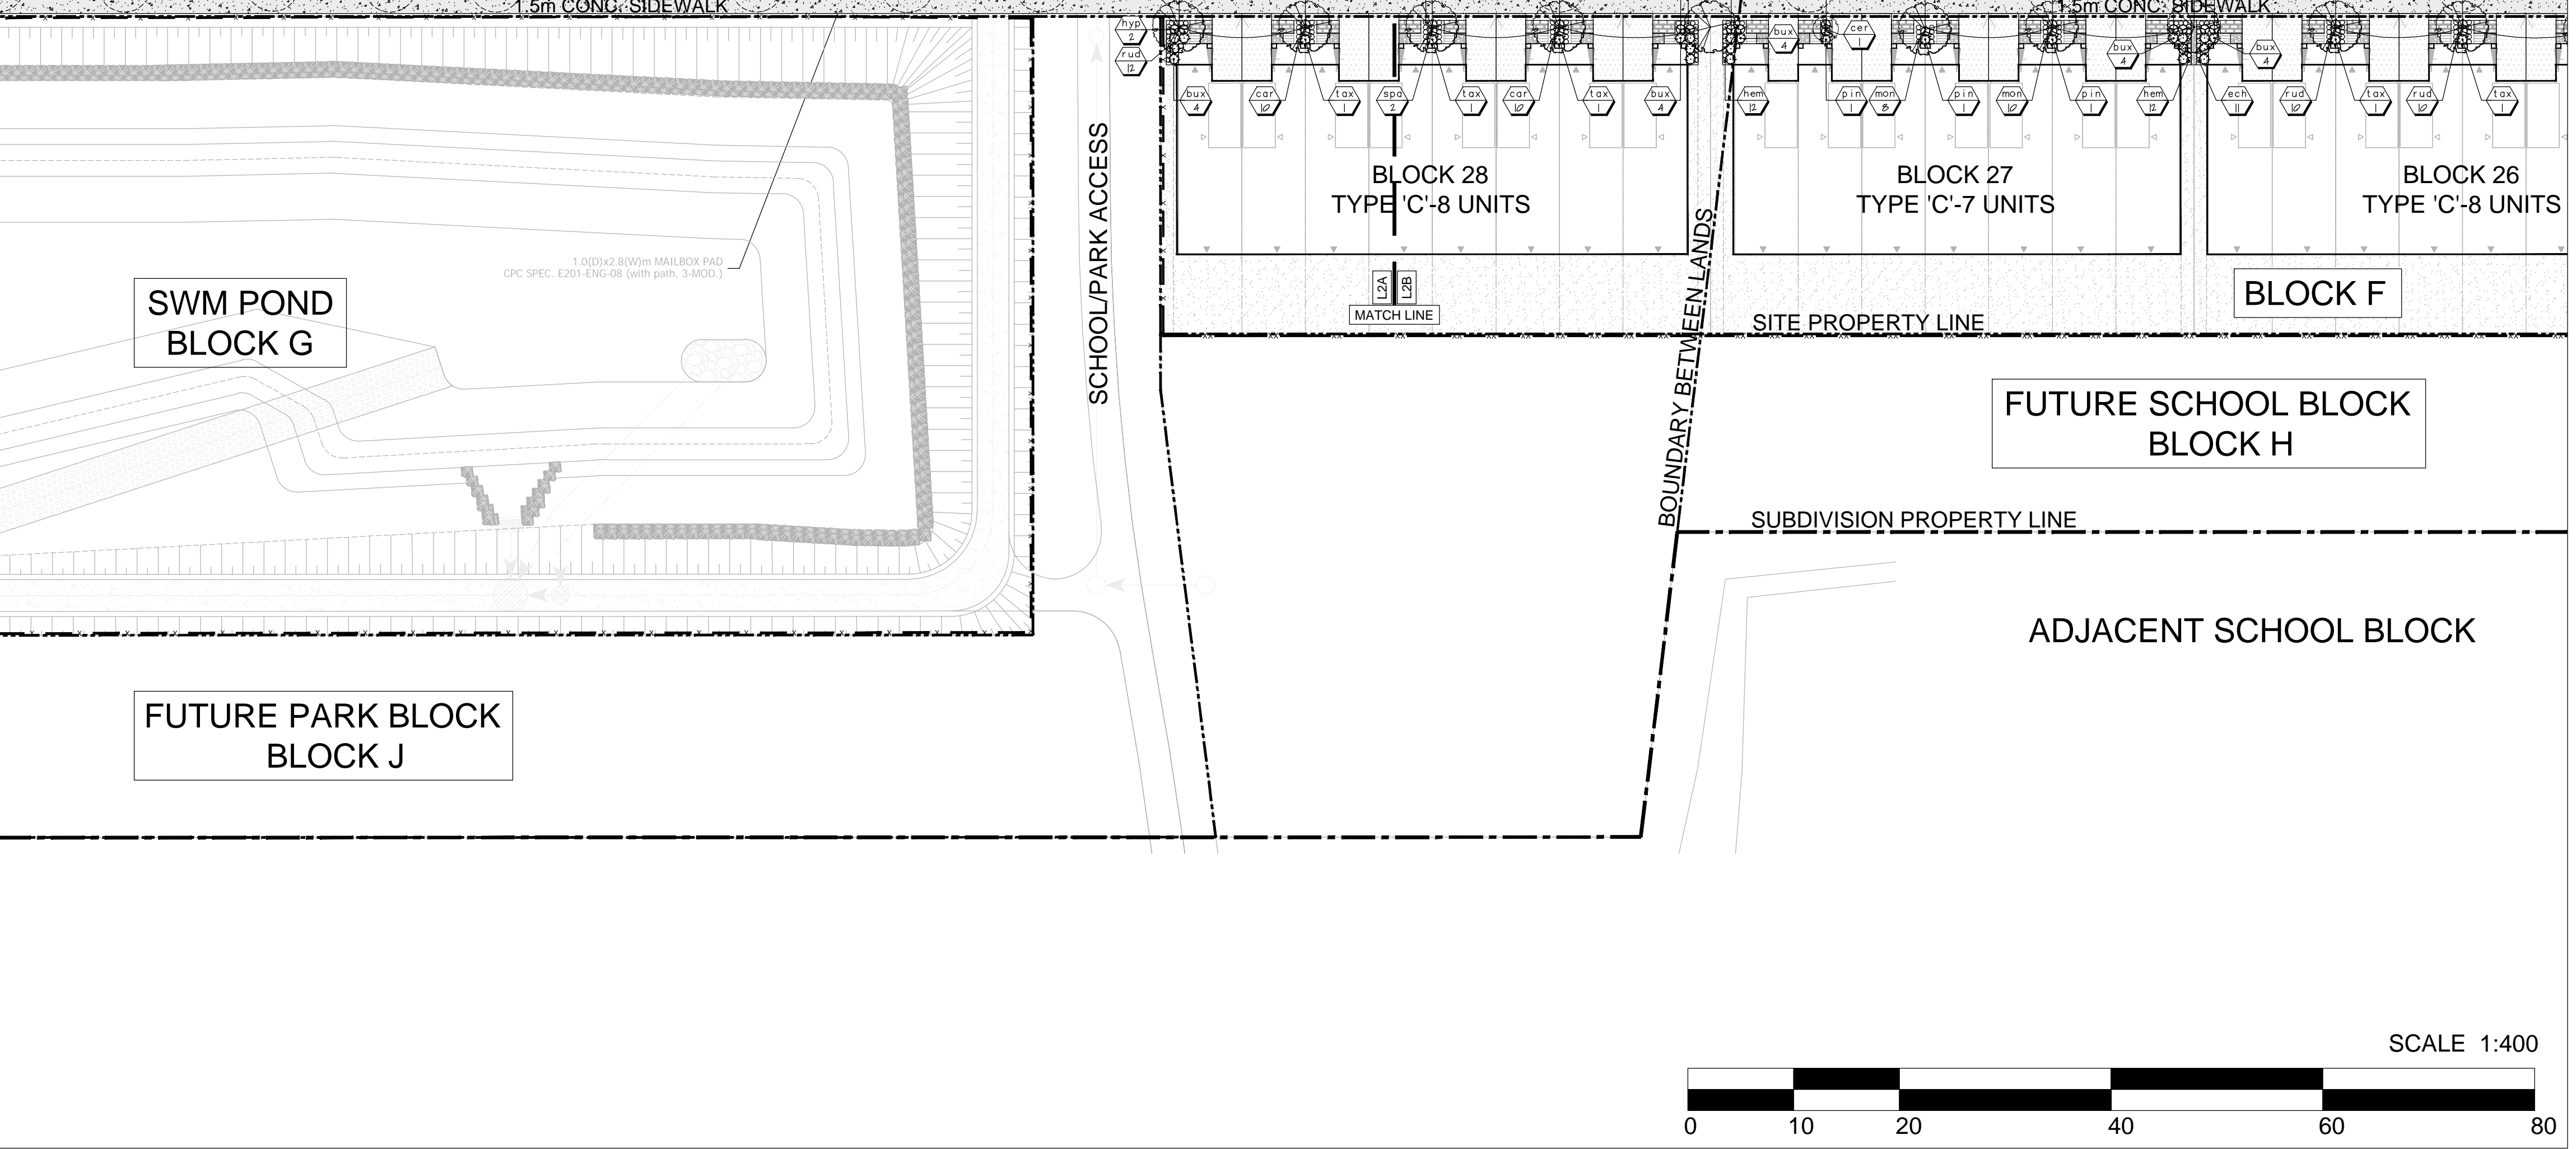 1.5m CONC. SIDEWALK
1.5m CONC. SIDEWALK
hyp
2
rud
12
bux
4
cer
1
bux
4
bux
4
bux
4
car
10
tax
1
spa
2
tax
1
car
10
tax
1
bux
4
hem
12
pin
1
mon
8
pin
1
mon
10
pin
1
hem
12
ech
11
rud
10
tax
1
rud
10
tax
1
BLOCK 28
TYPE 'C'-8 UNITS
BLOCK 27
TYPE 'C'-7 UNITS
BLOCK 26
TYPE 'C'-8 UNITS
SCHOOL/PARK ACCESS
1.0(D)x2.8(W)m MAILBOX PAD
CPC SPEC. E201-ENG-08 (with path, 3-MOD.)
SWM POND
BLOCK G
L2A
L2B
MATCH LINE
BOUNDARY BETWEEN LANDS
BLOCK F
SITE PROPERTY LINE
FUTURE SCHOOL BLOCK
BLOCK H
SUBDIVISION PROPERTY LINE
ADJACENT SCHOOL BLOCK
FUTURE PARK BLOCK
BLOCK J
SCALE 1:400
0 10 20 40 60 80